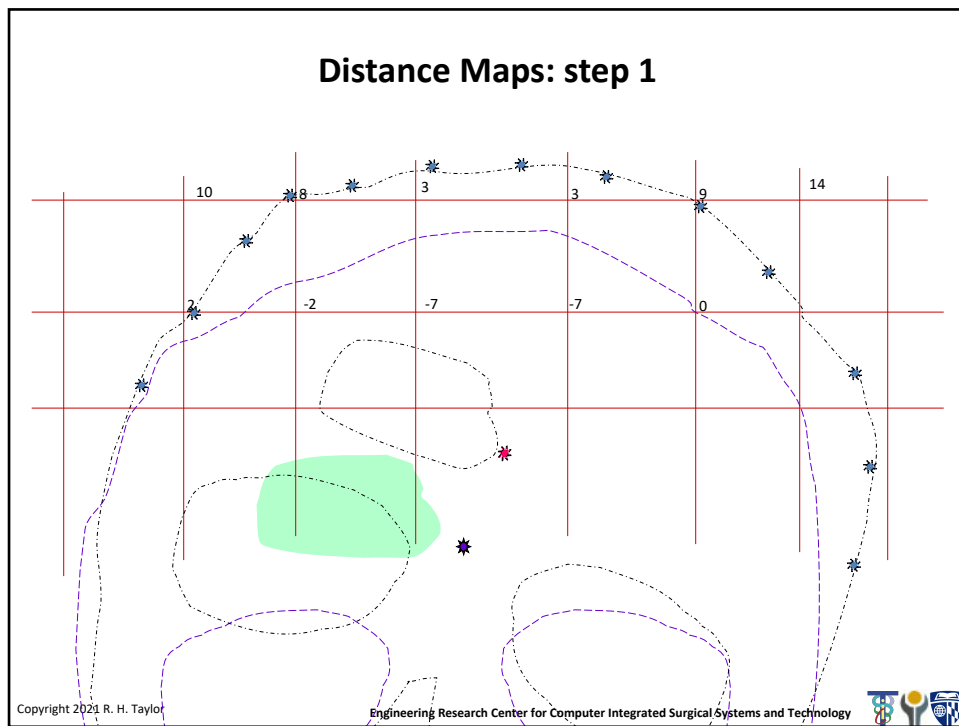 Distance Maps: step 1
10 8 3 3 9 14
2 -2 -7 -7 0
Copyright 2021 R. H. Taylor
Engineering Research Center for Computer Integrated Surgical Systems and Technology